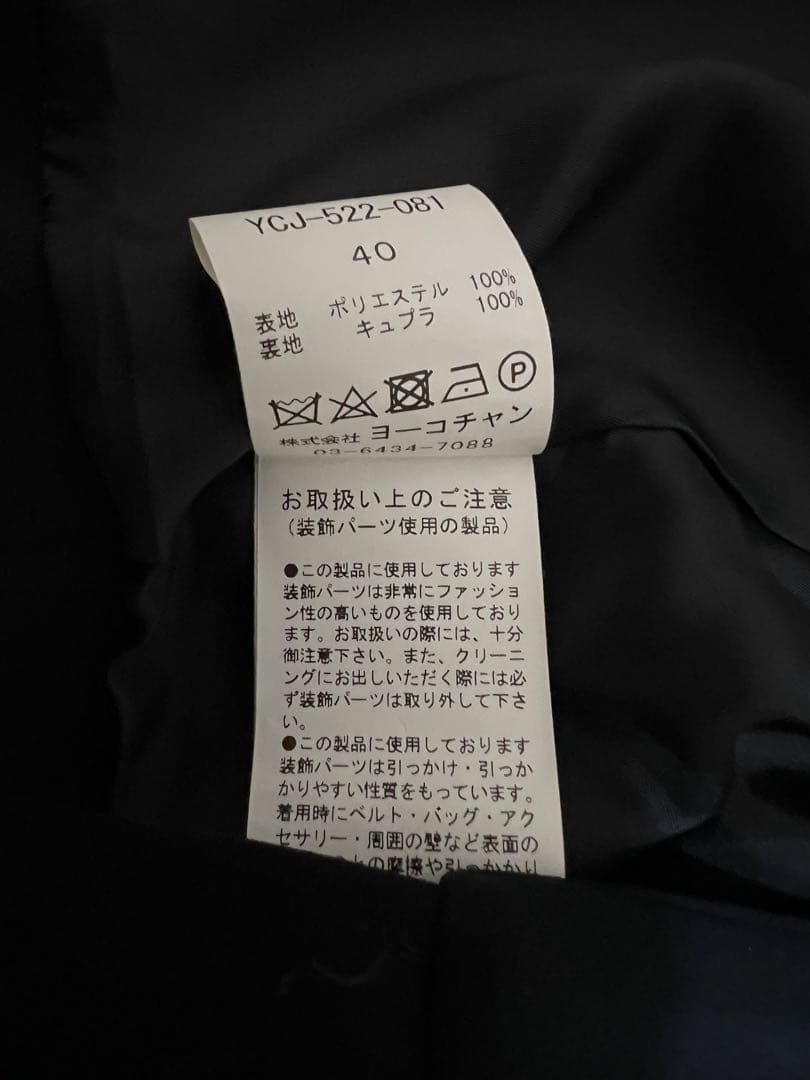 YCJ-522-081
40
表地 ポリエステル 100%
裏地 キュプラ 100%
P
株式会社 ヨーコチャン
03-6434-7088
お取扱い上のご注意
(装飾パーツ使用の製品)
●この製品に使用しております
装飾パーツは非常にファッショ
ン性の高いものを使用しており
ます。お取扱いの際には、十分
御注意下さい。また、クリーニ
ングにお出しいただく際には必
ず装飾パーツは取り外して下さ
い。
●この製品に使用しております
装飾パーツは引っかけ・引っか
かりやすい性質をもっています。
着用時にベルト・バッグ・アク
セサリー・周囲の壁など表面の
との摩擦や引っかかり